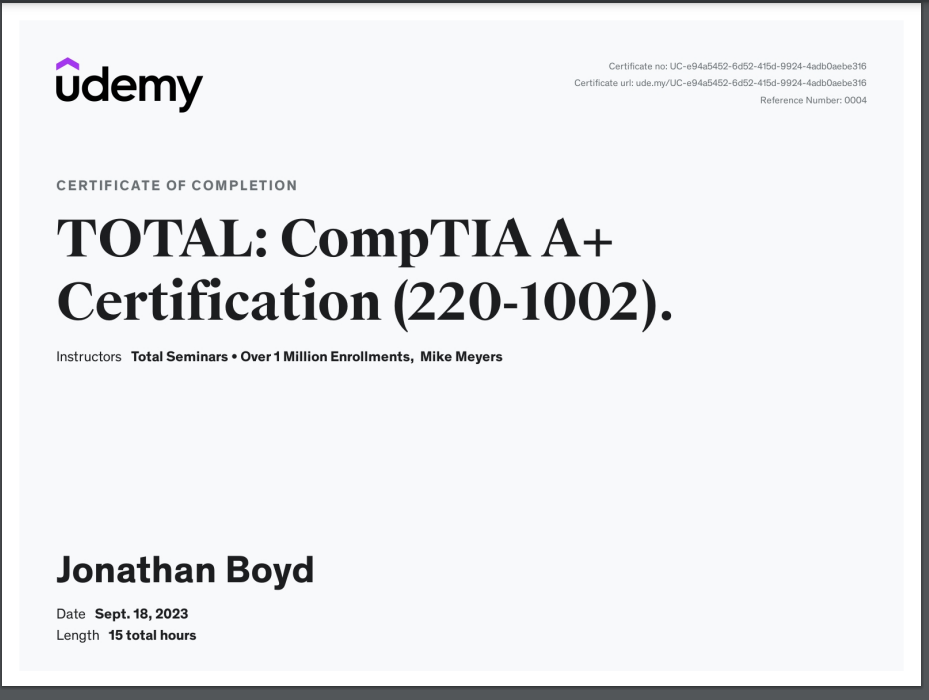 udemy
Certificate no: UC-e94a5452-6d52-415d-9924-4adb0aebe316
Certificate url: ude.my/UC-e94a5452-6d52-415d-9924-4adb0aebe316
Reference Number: 0004
CERTIFICATE OF COMPLETION
TOTAL: CompTIA A+
Certification (220-1002).
Instructors Total Seminars • Over 1 Million Enrollments, Mike Meyers
Jonathan Boyd
Date Sept. 18, 2023
Length 15 total hours